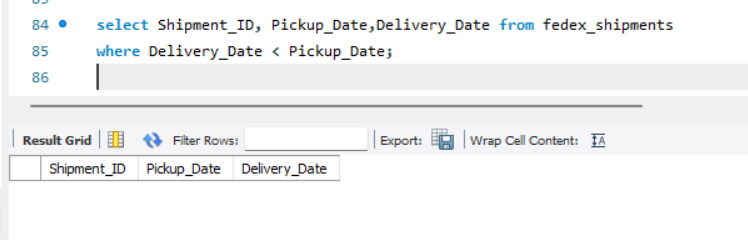 84 select Shipment_ID, Pickup_Date,Delivery_Date from fedex_shipments
85 where Delivery_Date < Pickup_Date;
86
Result Grid Filter Rows: Export: Wrap Cell Content:
Shipment_ID Pickup_Date Delivery_Date